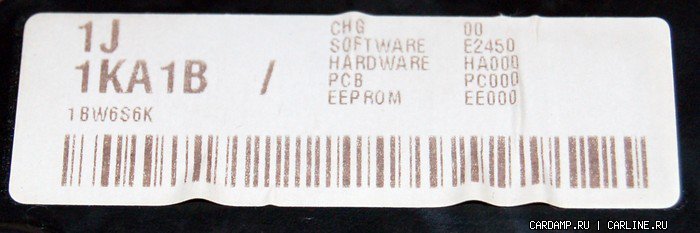 1J
1KA1B /
1BW6S6K
CHG 00
SOFTWARE E2450
HARDWARE HA000
PCB PC000
EEPROM EE000
CARDAMP.RU | CARLINE.RU